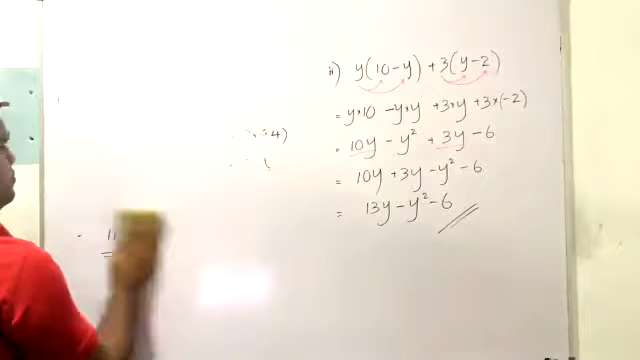 ii) y(10-y) + 3(y-2)
= y×10 - y×y + 3×y + 3×(-2)
= 10y - y² + 3y - 6
= 10y + 3y - y² - 6
= 13y - y² - 6